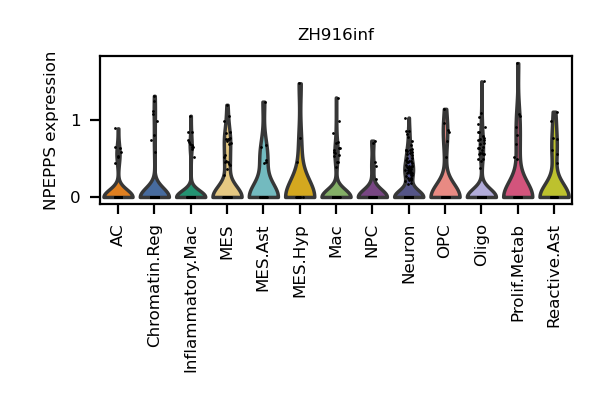 ZH916inf
NPEPPS expression
1
0
AC
Chromatin.Reg
Inflammatory.Mac
MES
MES.Ast
MES.Hyp
Mac
NPC
Neuron
OPC
Oligo
Prolif.Metab
Reactive.Ast